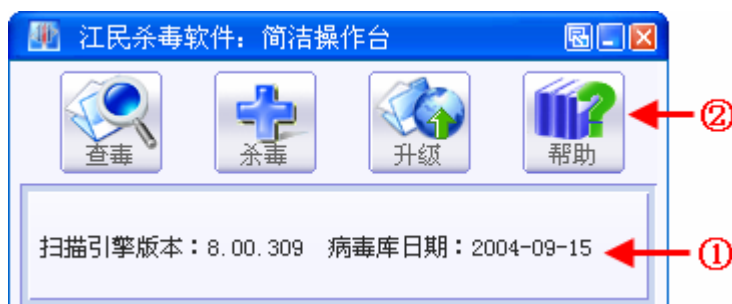 江民杀毒软件：简洁操作台
查毒 杀毒 升级 帮助 ②
扫描引擎版本：8.00.309 病毒库日期：2004-09-15 ①